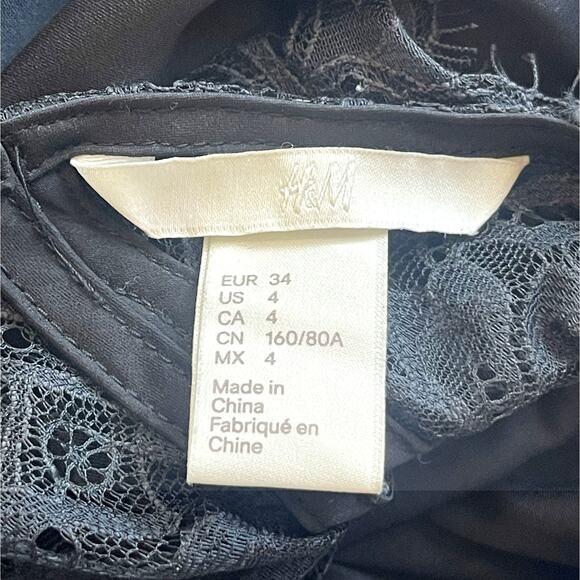 H&M
EUR 34
US 4
CA 4
CN 160/80A
MX 4
Made in
China
Fabriqué en
Chine